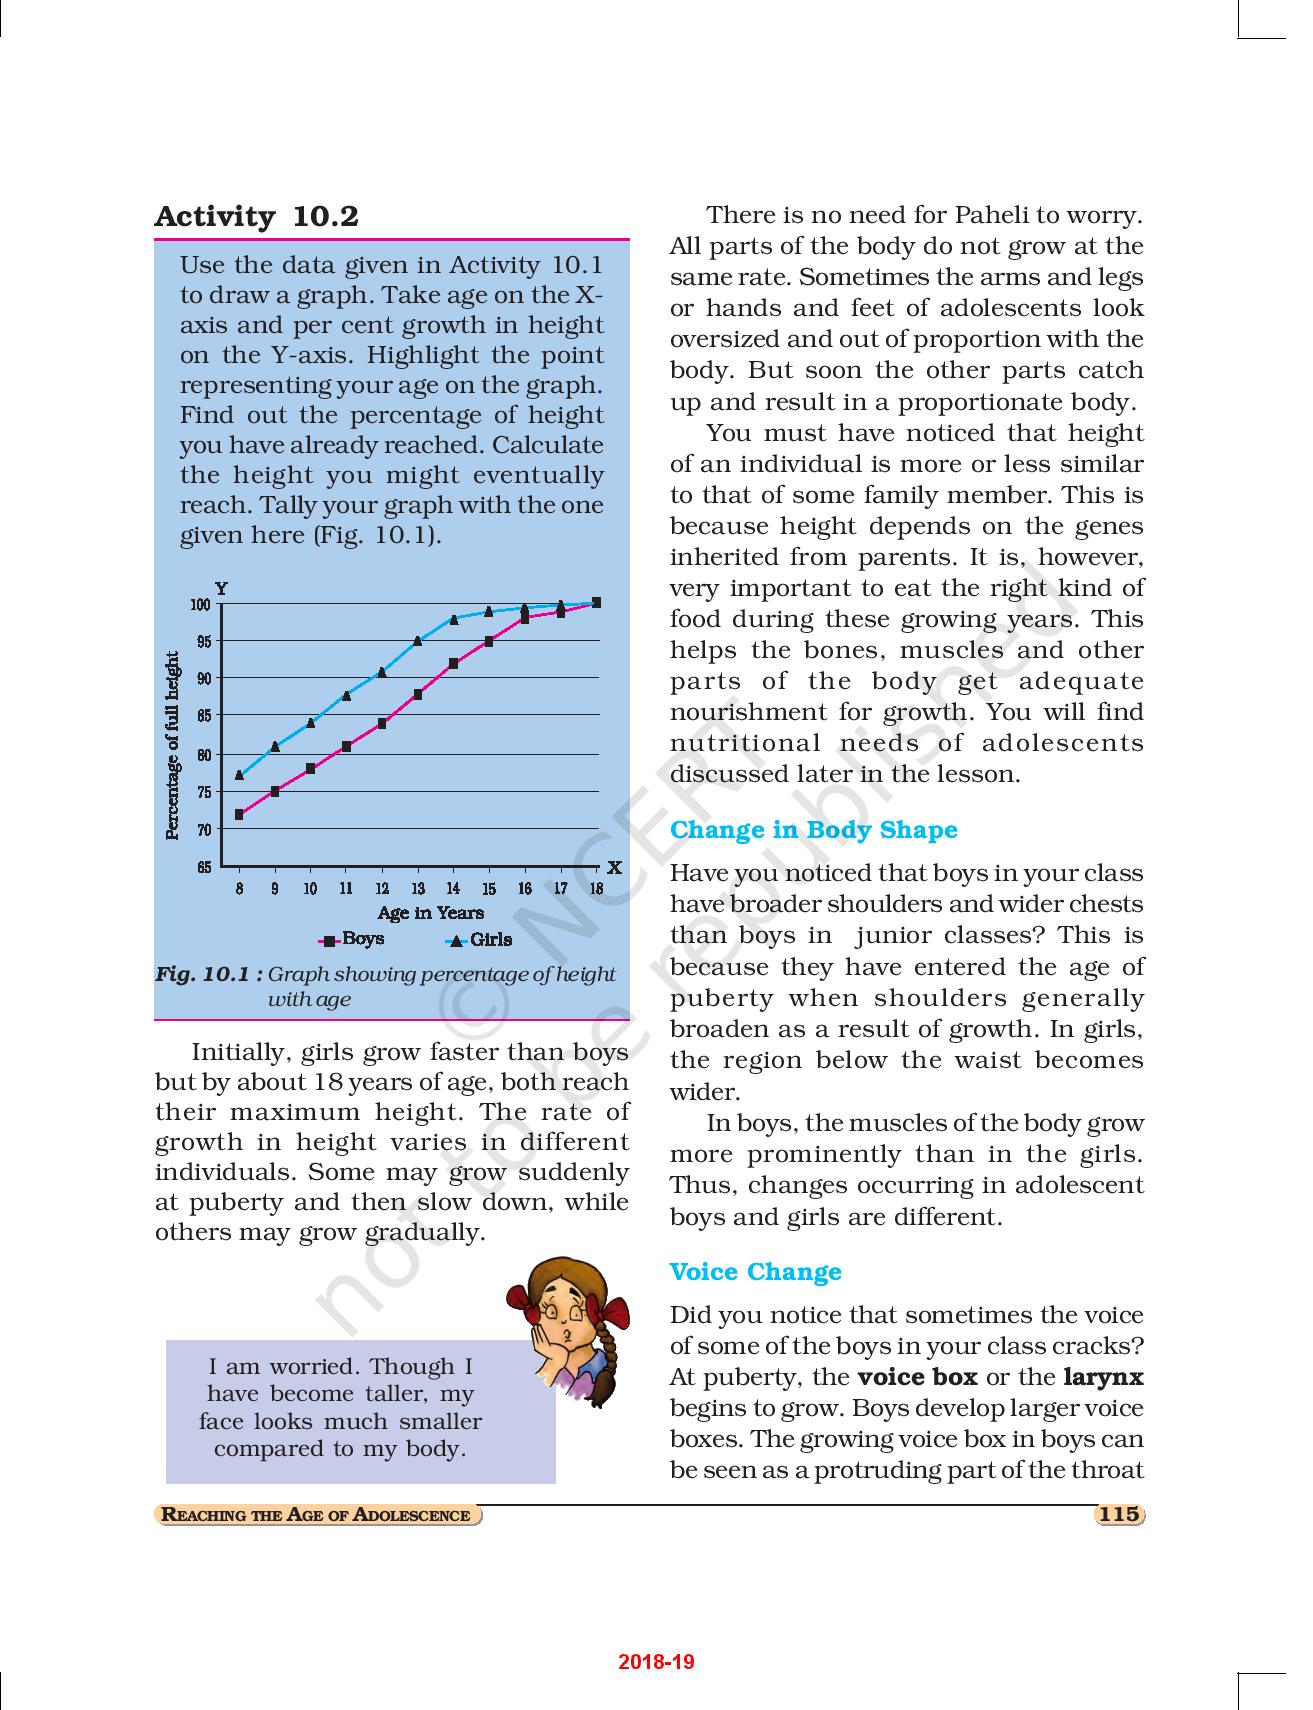 Activity 10.2
Use the data given in Activity 10.1
to draw a graph. Take age on the X-
axis and per cent growth in height
on the Y-axis. Highlight the point
representing your age on the graph.
Find out the percentage of height
you have already reached. Calculate
the height you might eventually
reach. Tally your graph with the one
given here (Fig. 10.1).
Y
100
95
90
85
80
75
70
65
Percentage of full height
X
8 9 10 11 12 13 14 15 16 17 18
Age in Years
Boys Girls
Fig. 10.1 : Graph showing percentage of height
with age
Initially, girls grow faster than boys
but by about 18 years of age, both reach
their maximum height. The rate of
growth in height varies in different
individuals. Some may grow suddenly
at puberty and then slow down, while
others may grow gradually.
I am worried. Though I
have become taller, my
face looks much smaller
compared to my body.
There is no need for Paheli to worry.
All parts of the body do not grow at the
same rate. Sometimes the arms and legs
or hands and feet of adolescents look
oversized and out of proportion with the
body. But soon the other parts catch
up and result in a proportionate body.
You must have noticed that height
of an individual is more or less similar
to that of some family member. This is
because height depends on the genes
inherited from parents. It is, however,
very important to eat the right kind of
food during these growing years. This
helps the bones, muscles and other
parts of the body get adequate
nourishment for growth. You will find
nutritional needs of adolescents
discussed later in the lesson.
Change in Body Shape
Have you noticed that boys in your class
have broader shoulders and wider chests
than boys in junior classes? This is
because they have entered the age of
puberty when shoulders generally
broaden as a result of growth. In girls,
the region below the waist becomes
wider.
In boys, the muscles of the body grow
more prominently than in the girls.
Thus, changes occurring in adolescent
boys and girls are different.
Voice Change
Did you notice that sometimes the voice
of some of the boys in your class cracks?
At puberty, the voice box or the larynx
begins to grow. Boys develop larger voice
boxes. The growing voice box in boys can
be seen as a protruding part of the throat
© NCERT
not to be republished
REACHING THE AGE OF ADOLESCENCE
115
2018-19